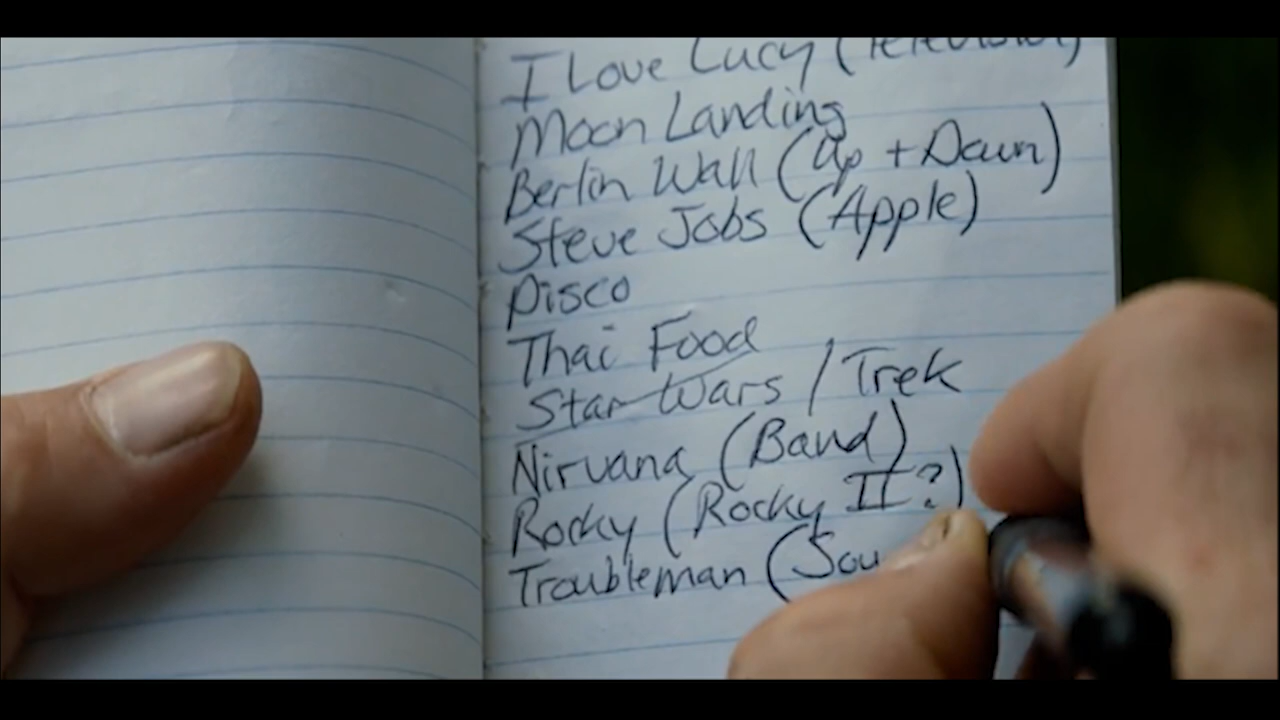 I Love Lucy (Television)
Moon Landing
Berlin Wall (Up + Down)
Steve Jobs (Apple)
Disco
Thai Food
Star Wars / Trek
Nirvana (Band)
Rocky (Rocky II?)
Troubleman (Sou